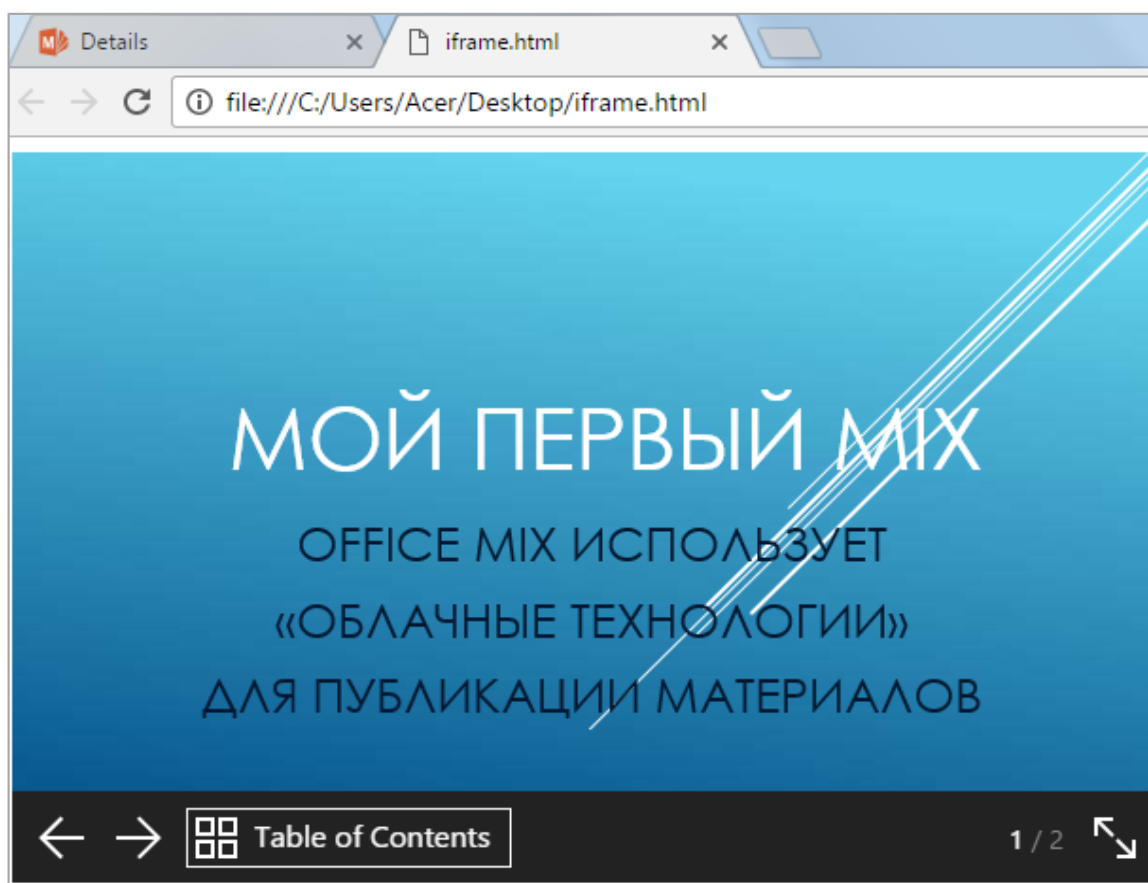 Details
iframe.html
file:///C:/Users/Acer/Desktop/iframe.html
МОЙ ПЕРВЫЙ MIX
OFFICE MIX ИСПОЛЬЗУЕТ
«ОБЛАЧНЫЕ ТЕХНОЛОГИИ»
ДЛЯ ПУБЛИКАЦИИ МАТЕРИАЛОВ
Table of Contents
1 / 2